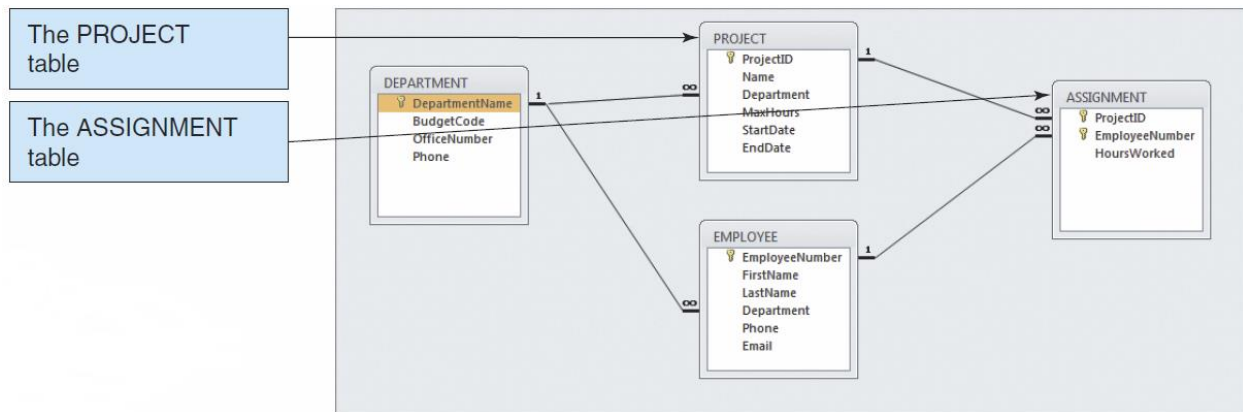 The PROJECT
table
The ASSIGNMENT
table
DEPARTMENT
DepartmentName
BudgetCode
OfficeNumber
Phone
1
∞
∞
PROJECT
ProjectID
Name
Department
MaxHours
StartDate
EndDate
1
EMPLOYEE
EmployeeNumber
FirstName
LastName
Department
Phone
Email
1
∞
∞
ASSIGNMENT
ProjectID
EmployeeNumber
HoursWorked